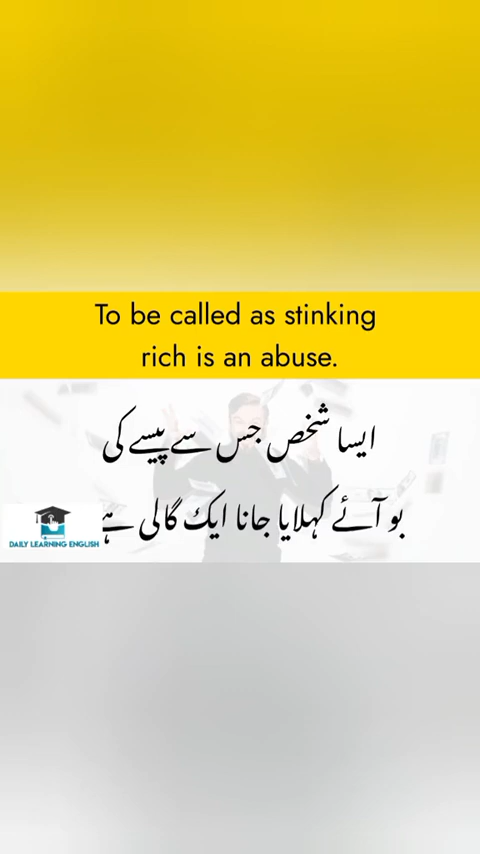 To be called as stinking
rich is an abuse.
ایسا شخص جس سے پیسے کی
بو آئے کہلایا جانا ایک گالی ہے
DAILY LEARNING ENGLISH